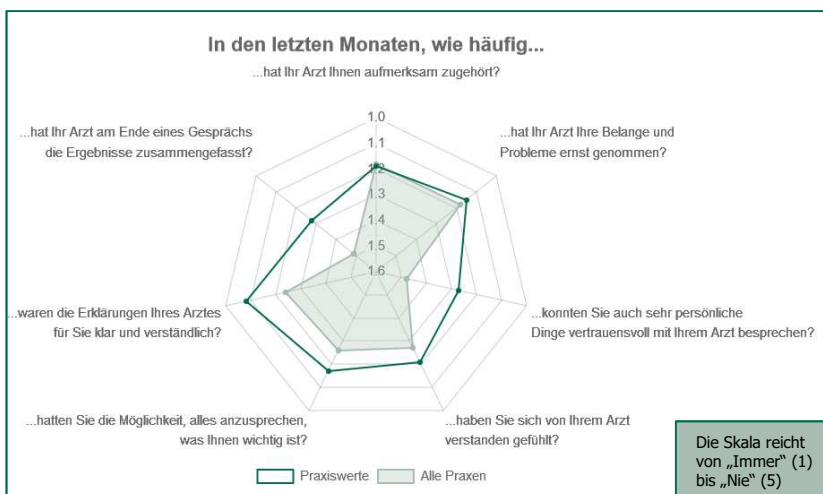 In den letzten Monaten, wie häufig...
...hat Ihr Arzt Ihnen aufmerksam zugehört?
...hat Ihr Arzt am Ende eines Gesprächs
die Ergebnisse zusammengefasst?
...hat Ihr Arzt Ihre Belange und
Probleme ernst genommen?
1.0
1.1
1.2
1.3
1.4
1.5
1.6
...waren die Erklärungen Ihres Arztes
für Sie klar und verständlich?
...konnten Sie auch sehr persönliche
Dinge vertrauensvoll mit Ihrem Arzt besprechen?
...hatten Sie die Möglichkeit, alles anzusprechen,
was Ihnen wichtig ist?
...haben Sie sich von Ihrem Arzt
verstanden gefühlt?
Praxiswerte
Alle Praxen
Die Skala reicht
von „Immer“ (1)
bis „Nie“ (5)